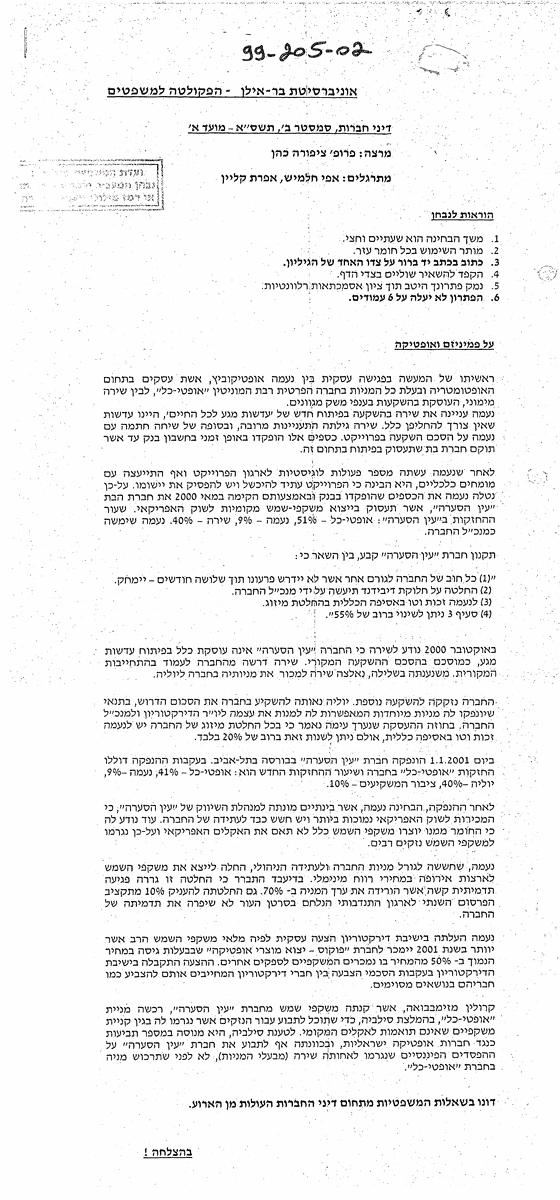 99-205-02
אוניברסיטת בר-אילן - הפקולטה למשפטים
דיני חברות, סמסטר ב', תשס"א - מועד א'
מרצה: פרופ' ציפורה כהן
מתרגלים: אפי חלמיש, אפרת קליין
הוראות לנבחן
1. משך הבחינה הוא שעתיים וחצי.
2. מותר השימוש בכל חומר עזר.
3. כתוב בכתב יד ברור על צדו האחד של הגיליון.
4. הקפד להשאיר שוליים בצדי הדף.
5. נמק פתרונך היטב תוך ציון אסמכתאות רלוונטיות.
6. הפתרון לא יעלה על 6 עמודים.
על פמיניזם ואופטיקה
ראשיתו של המעשה בפגישה עסקית בין נעמה אופטיקוביץ, אשת עסקים בתחום
האופטומטריה ובעלת כל המניות בחברה הפרטית רבת המוניטין "אופטי-כל", לבין שירה
מימוני, העוסקת בהשקעות בענפי משק מגוונים.
נעמה עניינה את שירה בהשקעה בפיתוח חדש של 'עדשות מגע לכל החיים', היינו עדשות
שאין צורך להחליפן כלל. שירה גילתה התעניינות מרובה, ובסופה של שיחה חתמה עם
נעמה על הסכם השקעה בפרוייקט. כספים אלו הופקדו באופן זמני בחשבון בנק עד אשר
תוקם חברת בת שתעסוק בפיתוח בתחום זה.
לאחר שנעמה עשתה מספר פעולות לוגיסטיות לארגון הפרוייקט ואף התייעצה עם
מומחים כלכליים, היא הבינה כי הפרוייקט עתיד להיכשל ויש להפסיק את יישומו. על-כן
נטלה נעמה את הכספים שהופקדו בבנק ובאמצעותם הקימה במאי 2000 את חברת הבת
"עין הסערה", אשר תעסוק בייצוא משקפי-שמש מקומיות לשוק האפריקאי. שעור
ההחזקות ב"עין הסערה": אופטי-כל - 51%, נעמה - 9%, שירה - 40%. נעמה שימשה
כמנכ"ל החברה.
תקנון חברת "עין הסערה" קבע, בין השאר כי:
"(1) כל חוב של החברה לגורם אחר אשר לא יידרש פרעונו תוך שלושה חודשים - יימחק.
(2) החלטה על חלוקת דיבידנד תיעשה על ידי מנכ"ל החברה.
(3) לנעמה זכות וטו באסיפה הכללית בהחלטת מיזוג.
(4) סעיף 3 ניתן לשינוי ברוב של 55%".
באוקטובר 2000 נודע לשירה כי החברה "עין הסערה" אינה עוסקת כלל בפיתוח עדשות
מגע, כמוסכם בהסכם ההשקעה המקורי. שירה דרשה מהחברה לעמוד בהתחייבות
המקורית. משנענתה בשלילה, נאלצה שירה למכור את מניותיה בחברה ליוליה.
החברה נזקקה להשקעה נוספת. יוליה נאותה להשקיע בחברה את הסכום הדרוש, בתנאי
שיונפקו לה מניות מיוחדות המאפשרות לה למנות את עצמה ליו"ר הדירקטוריון ולמנכ"ל
החברה. בחוזה ההעסקה שנערך עימה נאמר כי בכל החלטת מיזוג של החברה יש לנעמה
זכות וטו באסיפה כללית, אולם ניתן לשנות זאת ברוב של 20% בלבד.
ביום 1.1.2001 הונפקה חברת "עין הסערה" בבורסה בתל-אביב. בעקבות ההנפקה דוללו
החזקות "אופטי-כל" בחברה ושיעור ההחזקות החדש הוא: אופטי-כל - 41%, נעמה -9%,
יוליה -40%, ציבור המשקיעים - 10%.
לאחר ההנפקה, הבחינה נעמה, אשר בינתיים מונתה למנהלת השיווק של "עין הסערה", כי
המכירות לשוק האפריקאי נמוכות ביותר ויש חשש כבד לעתידה של החברה. עוד נודע לה
כי החומר ממנו יוצרו משקפי השמש כלל לא תאם את האקלים האפריקאי ועל-כן נגרמו
למשקפי השמש נזקים רבים.
נעמה, שחששה לגורל מניות החברה ולעתידה הניהולי, החלה לייצא את משקפי השמש
לארצות אירופה במחירי רווח מינימלי. בדיעבד התברר כי החלטה זו גררה פגיעה
תדמיתית קשה אשר הורידה את ערך המניה ב- 70%. גם החלטתה להעניק 10% מתקציב
הפרסום השנתי לארגון התנדבותי הנלחם בסרטן העור לא שיפרה את תדמיתה של
החברה.
נעמה העלתה בישיבת דירקטוריון הצעה עסקית לפיה מלאי משקפי השמש הרב אשר
יוותר בשנת 2001 יימכר לחברת "פוקוס - יצוא מוצרי אופטיקה" שבבעלות גיסה במחיר
הנמוך ב- 50% מהמחיר בו נמכרים המשקפיים לספקים אחרים. ההצעה התקבלה בישיבת
הדירקטוריון בעקבות הסכמי הצבעה בין חברי דירקטוריון המחייבים אותם להצביע כמו
חבריהם בנושאים מסוימים.
קרולין מזימבבואה, אשר קנתה משקפי שמש מחברת "עין הסערה", רכשה מניית
"אופטי-כל", בהמלצת סילביה, כדי שתוכל לתבוע עבור הנזקים אשר נגרמו לה בגין קניית
משקפיים שאינם תואמות לאקלים המקומי. לטענת סילביה, היא מנוסה במספר תביעות
כנגד חברות אופטיקה ישראליות, ובכוונתה אף לתבוע את חברת "עין הסערה" על
ההפסדים הפיננסיים שנגרמו לאחותה שירה (מבעלי המניות), לא לפני שתרכוש מניה
בחברת "אופטי-כל".
דונו בשאלות המשפטיות מתחום דיני החברות העולות מן הארוע.
בהצלחה !